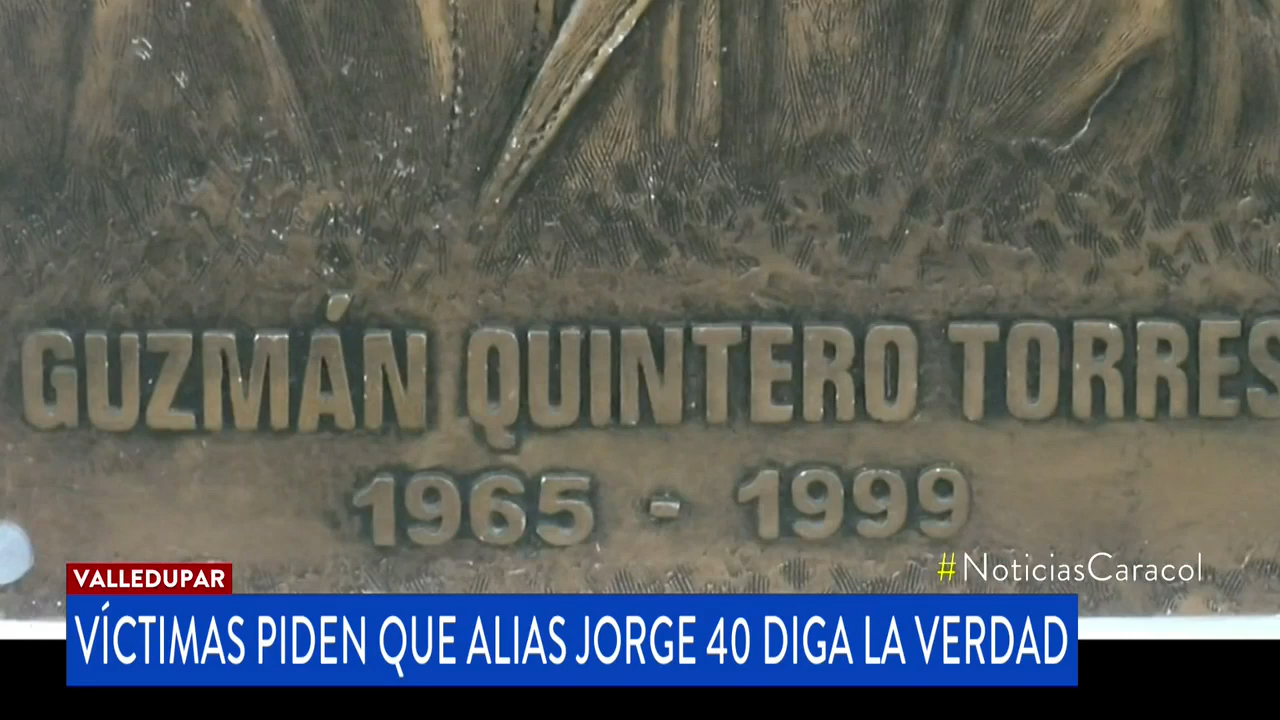 GUZMÁN QUINTERO TORRES
1965 - 1999
#NoticiasCaracol
VALLEDUPAR
VÍCTIMAS PIDEN QUE ALIAS JORGE 40 DIGA LA VERDAD